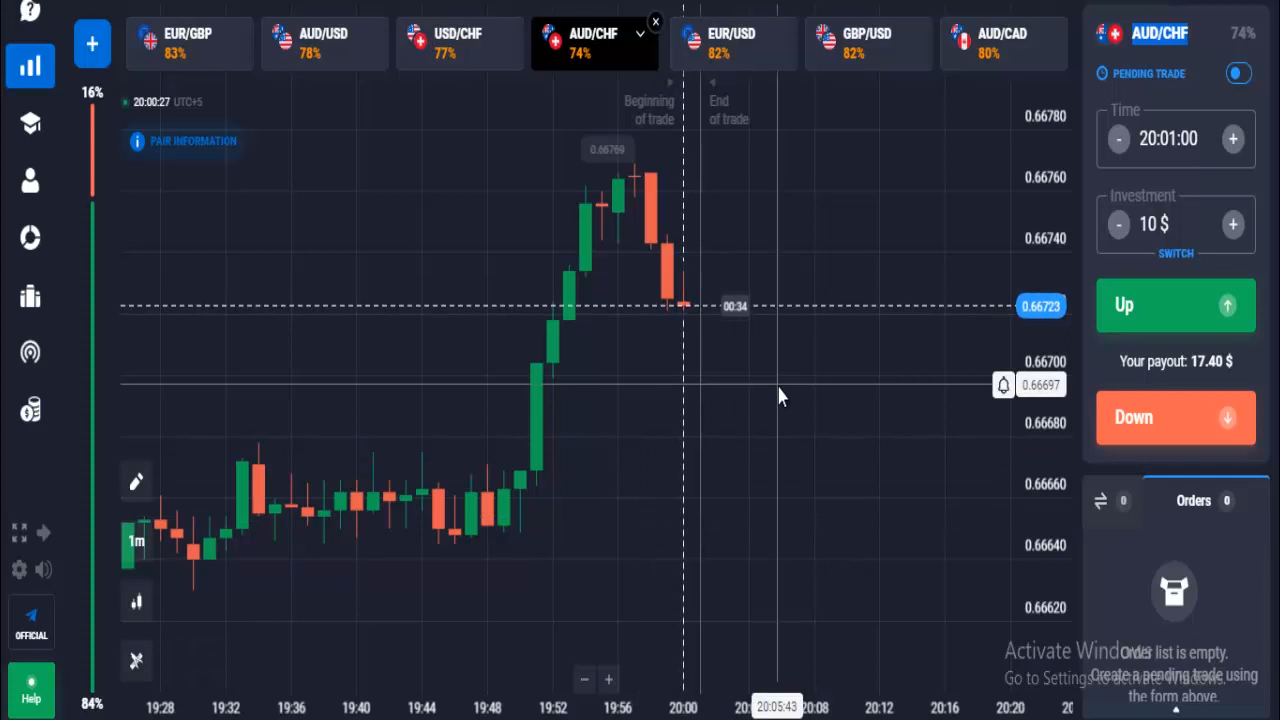 EUR/GBP
83%
AUD/USD
78%
USD/CHF
77%
AUD/CHF
74%
EUR/USD
82%
GBP/USD
82%
AUD/CAD
80%
AUD/CHF
74%
PENDING TRADE
Time
- 20:01:00 +
Investment
- 10 $ +
SWITCH
Up
Your payout: 17.40 $
Down
0
Orders 0
Order list is empty.
Create a pending trade using
the form above.
Activate Windows
Go to Settings to activate Windows.
16%
84%
20:00:27 UTC+5
PAIR INFORMATION
Beginning
of trade
End
of trade
0.66769
00:34
0.66780
0.66760
0.66740
0.66723
0.66700
0.66697
0.66680
0.66660
0.66640
0.66620
1m
OFFICIAL
Help
19:28
19:32
19:36
19:40
19:44
19:48
19:52
19:56
20:00
20:05:43
20:08
20:12
20:16
20:20